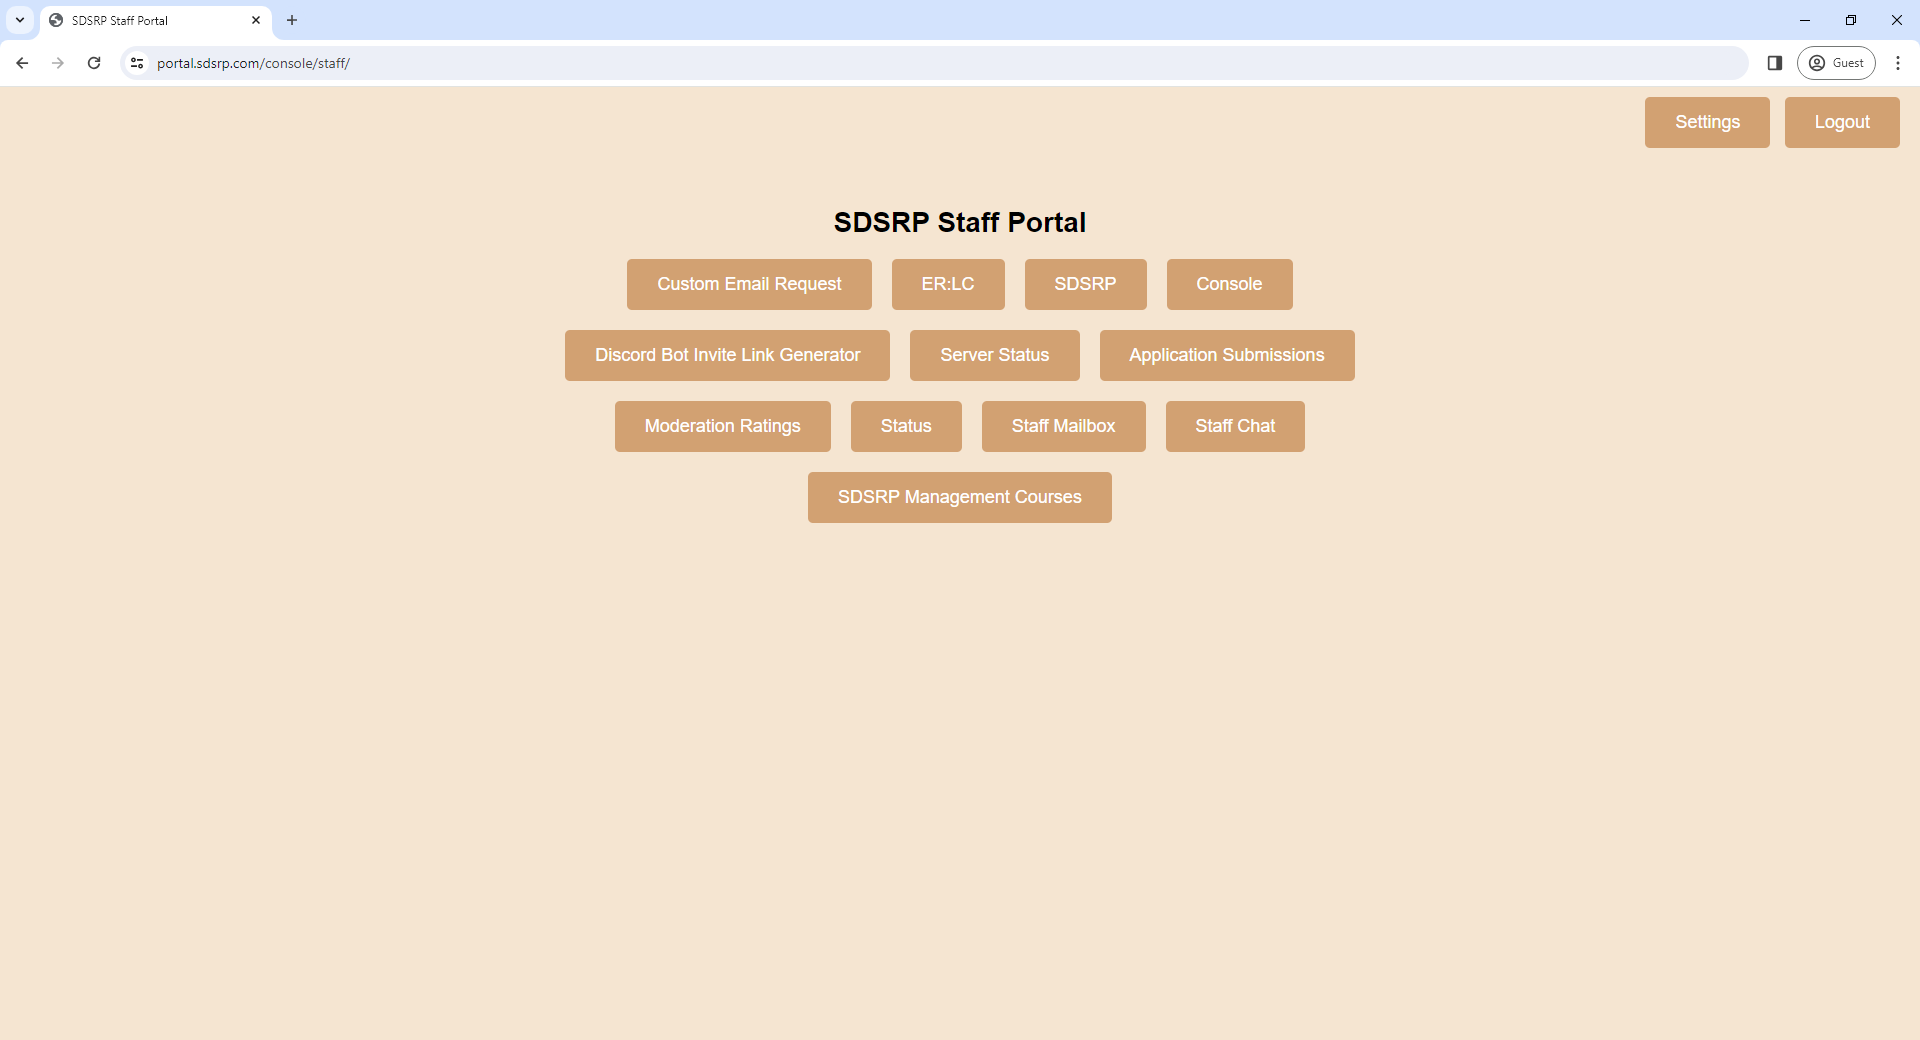 SDSRP Staff Portal
portal.sdsrp.com/console/staff/
Guest
Settings Logout
SDSRP Staff Portal
Custom Email Request ER:LC SDSRP Console
Discord Bot Invite Link Generator Server Status Application Submissions
Moderation Ratings Status Staff Mailbox Staff Chat
SDSRP Management Courses